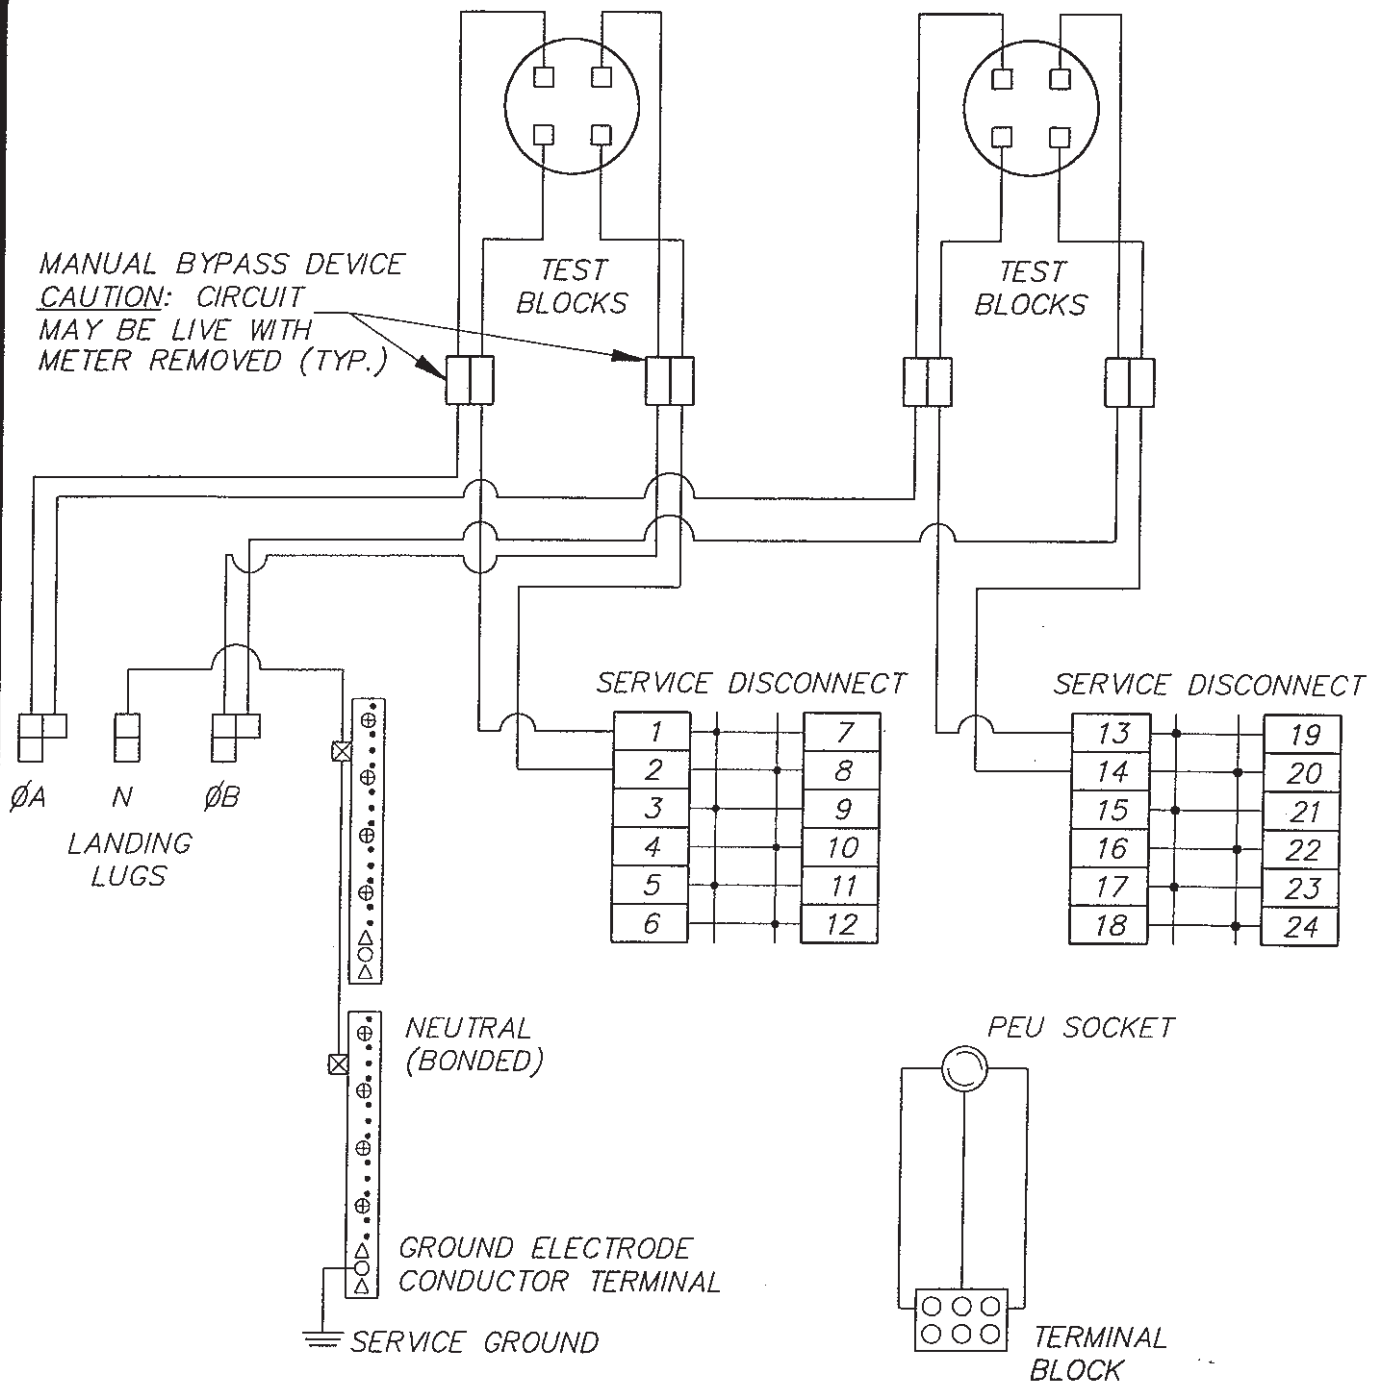 MANUAL BYPASS DEVICE
CAUTION: CIRCUIT
MAY BE LIVE WITH
METER REMOVED (TYP.)
TEST
BLOCKS
TEST
BLOCKS
ØA
N
ØB
LANDING
LUGS
SERVICE DISCONNECT
1
7
2
8
3
9
4
10
5
11
6
12
SERVICE DISCONNECT
13
19
14
20
15
21
16
22
17
23
18
24
NEUTRAL
(BONDED)
GROUND ELECTRODE
CONDUCTOR TERMINAL
SERVICE GROUND
PEU SOCKET
TERMINAL
BLOCK